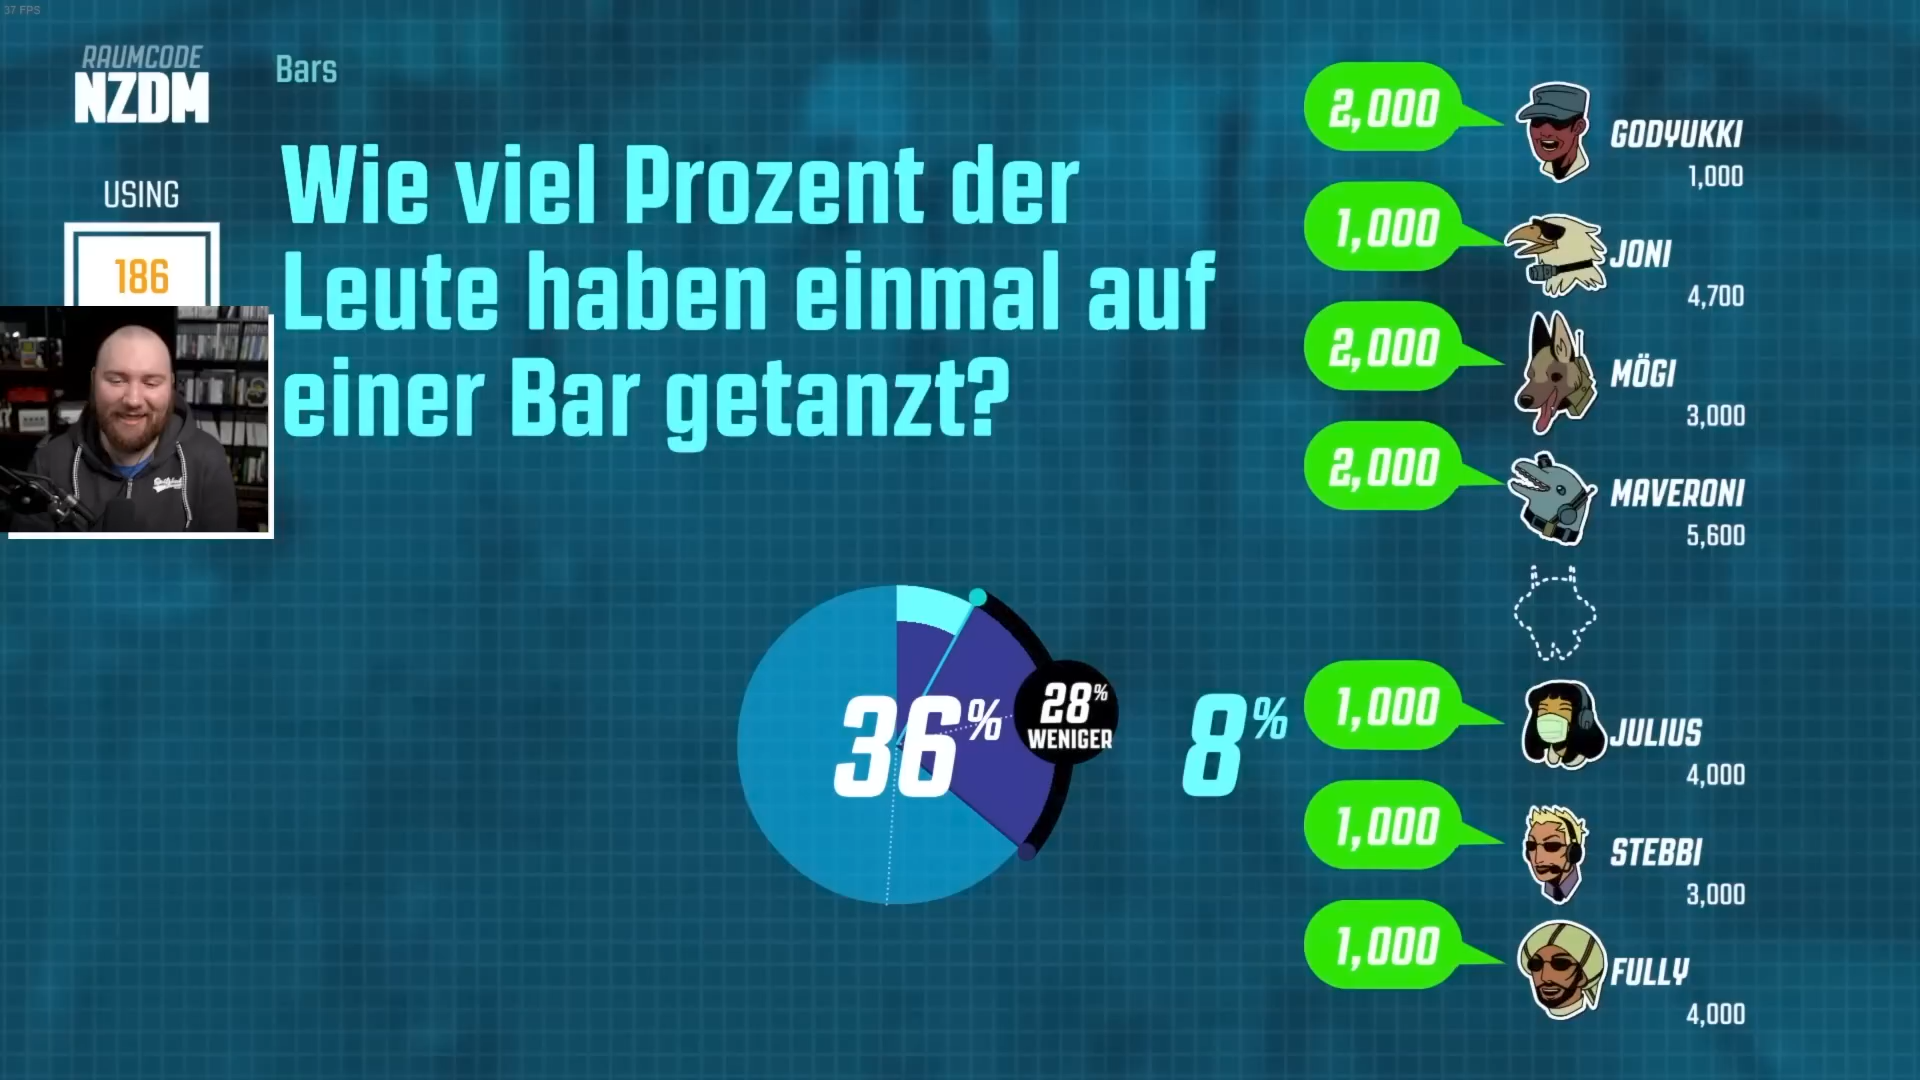 37 FPS
RAUMCODE
NZDM
USING
186
Bars
Wie viel Prozent der
Leute haben einmal auf
einer Bar getanzt?
36%
28%
WENIGER
8%
2,000
GODYUKKI
1,000
1,000
JONI
4,700
2,000
MÖGI
3,000
2,000
MAVERONI
5,600
1,000
JULIUS
4,000
1,000
STEBBI
3,000
1,000
FULLY
4,000